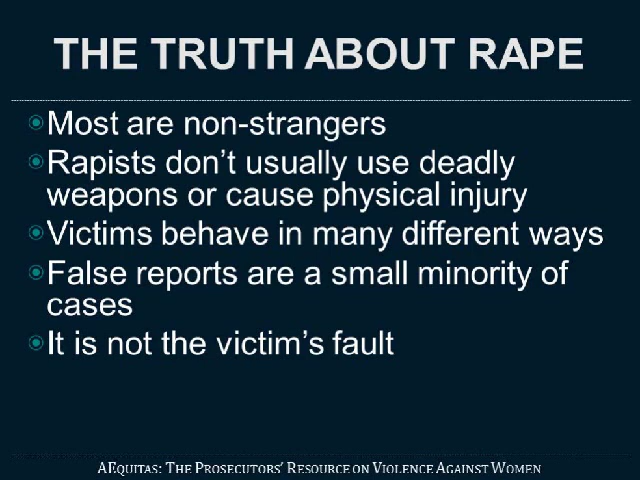 THE TRUTH ABOUT RAPE
Most are non-strangers
Rapists don't usually use deadly
weapons or cause physical injury
Victims behave in many different ways
False reports are a small minority of
cases
It is not the victim's fault
AEQUITAS: THE PROSECUTORS' RESOURCE ON VIOLENCE AGAINST WOMEN